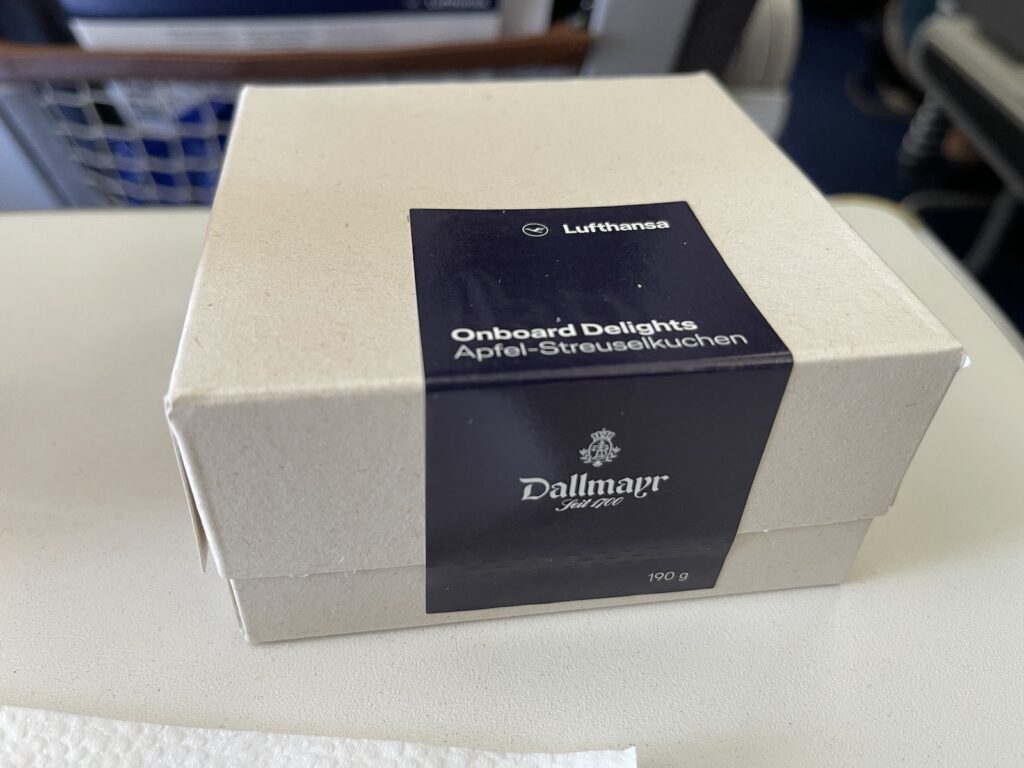 Lufthansa
Onboard Delights
Apfel-Streuselkuchen
Dallmayr
Seit 1700
190 g